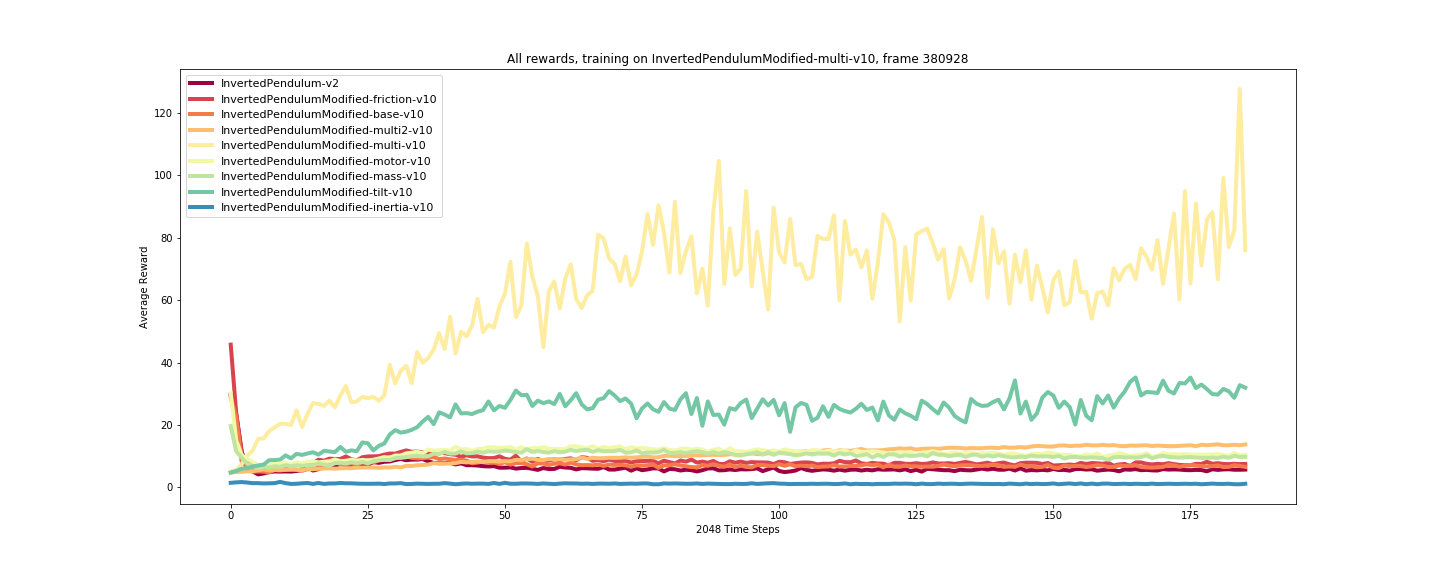 All rewards, training on InvertedPendulumModified-multi-v10, frame 380928
InvertedPendulum-v2
InvertedPendulumModified-friction-v10
InvertedPendulumModified-base-v10
InvertedPendulumModified-multi2-v10
InvertedPendulumModified-multi-v10
InvertedPendulumModified-motor-v10
InvertedPendulumModified-mass-v10
InvertedPendulumModified-tilt-v10
InvertedPendulumModified-inertia-v10
120
100
80
60
40
20
0
Average Reward
0 25 50 75 100 125 150 175
2048 Time Steps